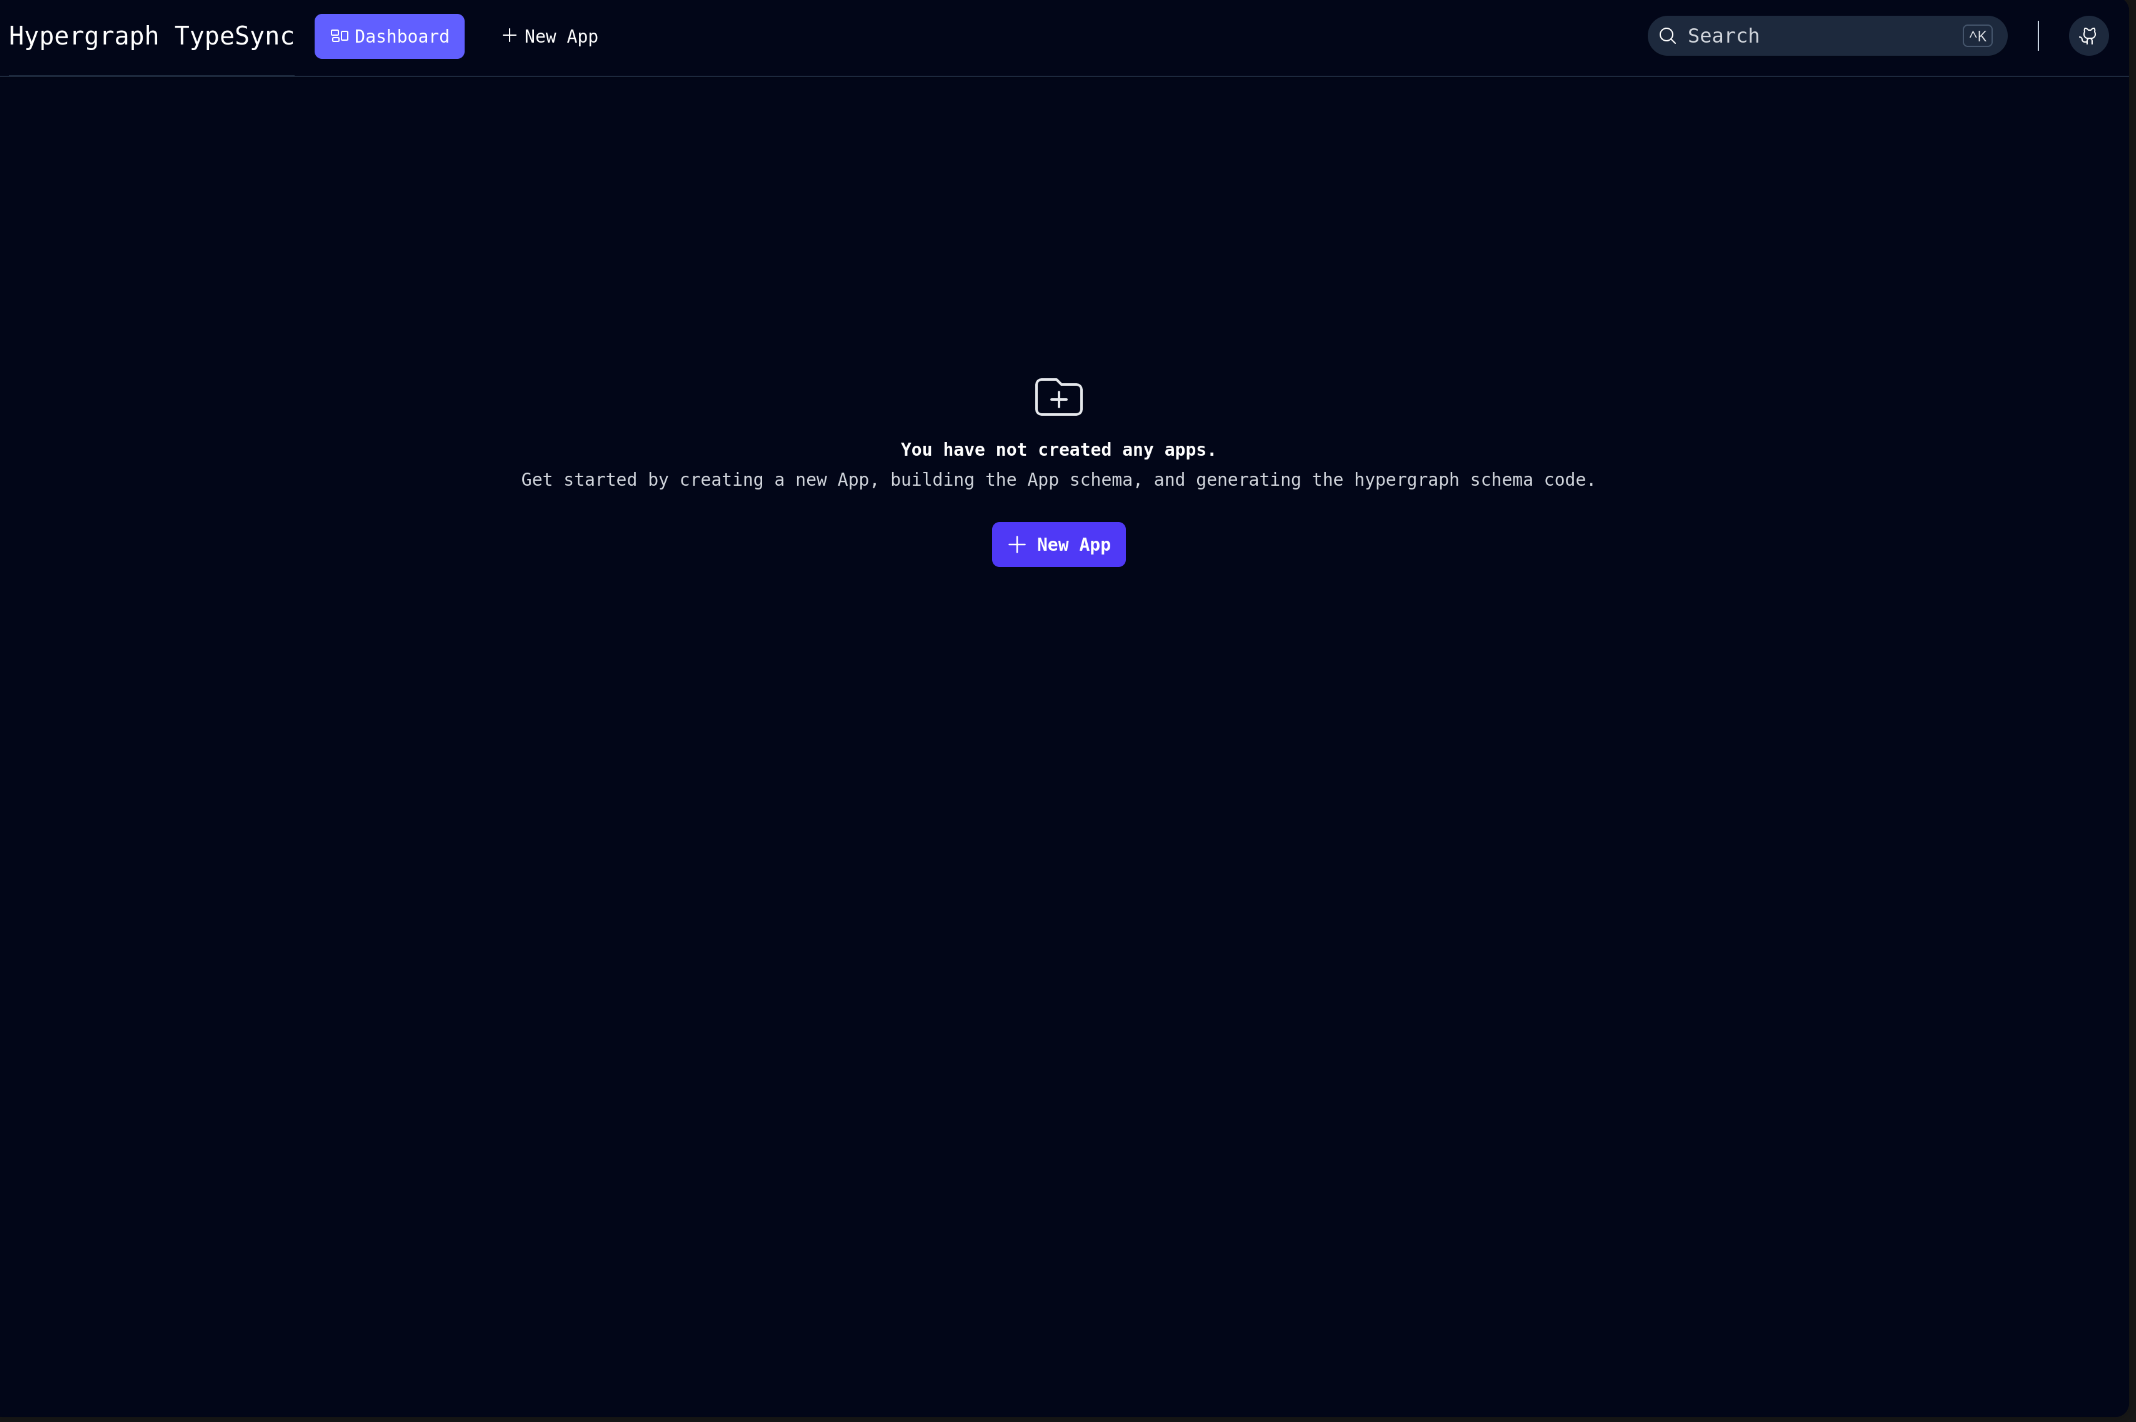 Hypergraph TypeSync
Dashboard
New App
Search
^K
You have not created any apps.
Get started by creating a new App, building the App schema, and generating the hypergraph schema code.
New App